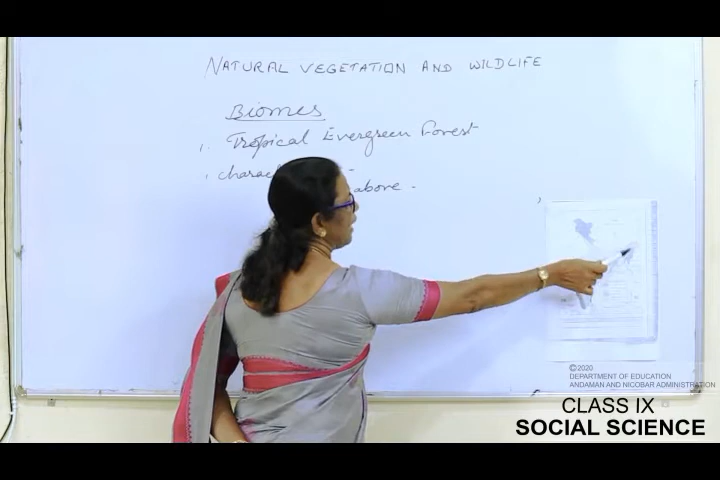 NATURAL VEGETATION AND WILDLIFE
Biomes
1. Tropical Evergreen Forest
above -
©2020
DEPARTMENT OF EDUCATION
ANDAMAN AND NICOBAR ADMINISTRATION
CLASS IX
SOCIAL SCIENCE